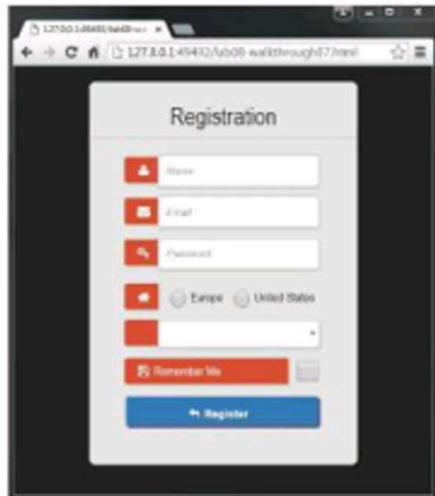 127.0.0.1:49492/lab08-walkthrough07.html
Registration
Name
Email
Password
Europe United States
Remember Me
Register